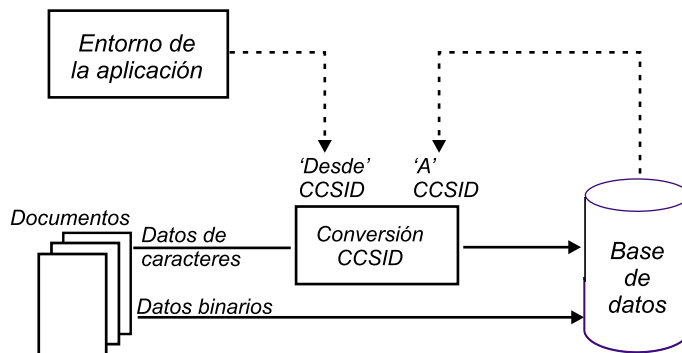 Entorno de
la aplicación
‘Desde’
CCSID
‘A’
CCSID
Documentos
Datos de
caracteres
Conversión
CCSID
Base
de
datos
Datos binarios